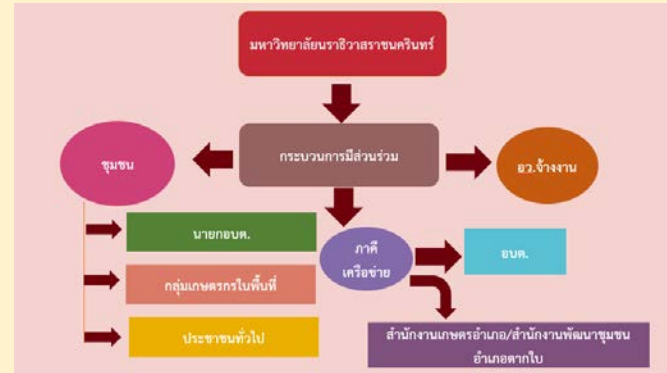 มหาวิทยาลัยนราธิวาสราชนครินทร์
ชุมชน
กระบวนการมีส่วนร่วม
อว.จ้างงาน
นายกอบต.
ภาคี
เครือข่าย
อบต.
กลุ่มเกษตรกรในพื้นที่
ประชาชนทั่วไป
สำนักงานเกษตรอำเภอ/สำนักงานพัฒนาชุมชน
อำเภอตากใบ